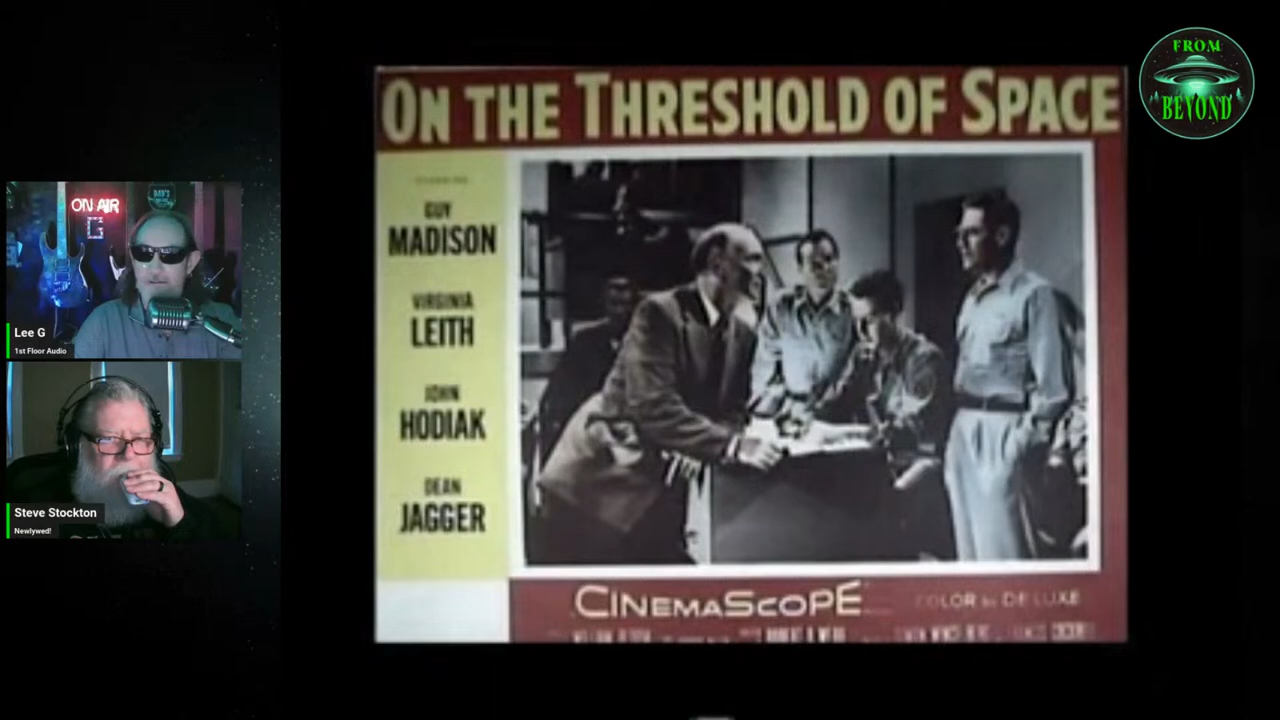 FROM
BEYOND
ON THE THRESHOLD OF SPACE
GUY
MADISON
VIRGINIA
LEITH
JOHN
HODIAK
DEAN
JAGGER
CINEMASCOPE
COLOR by DE LUXE
ON AIR
G
Lee G
1st Floor Audio
Steve Stockton
Newlywed!